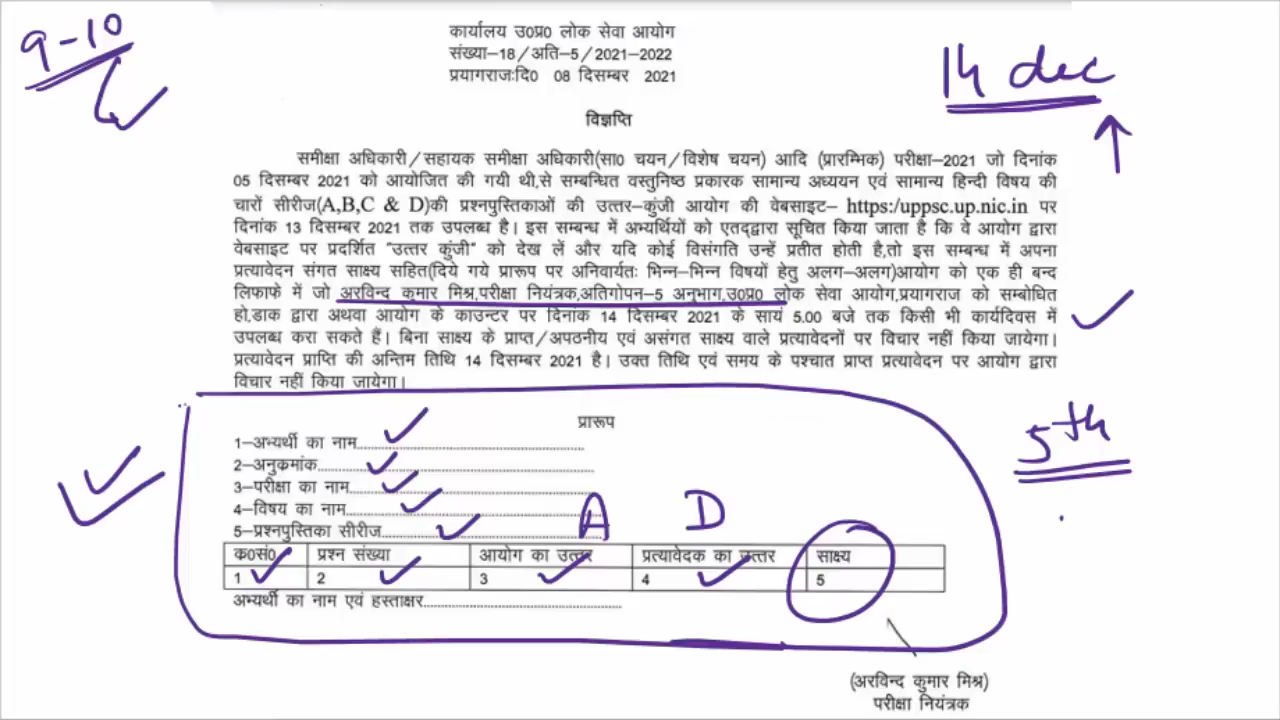 9-10
कार्यालय उ0प्र0 लोक सेवा आयोग
संख्या-18/अति-5/2021-2022
प्रयागराज:दि0 08 दिसम्बर 2021
14 dec
विज्ञप्ति
समीक्षा अधिकारी/सहायक समीक्षा अधिकारी(सा0 चयन/विशेष चयन) आदि (प्रारम्भिक) परीक्षा-2021 जो दिनांक
05 दिसम्बर 2021 को आयोजित की गयी थी,से सम्बन्धित वस्तुनिष्ठ प्रकारक सामान्य अध्ययन एवं सामान्य हिन्दी विषय की
चारों सीरीज(A,B,C & D)की प्रश्नपुस्तिकाओं की उत्तर-कुंजी आयोग की वेबसाइट- https:/uppsc.up.nic.in पर
दिनांक 13 दिसम्बर 2021 तक उपलब्ध है। इस सम्बन्ध में अभ्यर्थियों को एतद्द्वारा सूचित किया जाता है कि वे आयोग द्वारा
वेबसाइट पर प्रदर्शित "उत्तर कुंजी" को देख लें और यदि कोई विसंगति उन्हें प्रतीत होती है,तो इस सम्बन्ध में अपना
प्रत्यावेदन संगत साक्ष्य सहित(दिये गये प्रारूप पर अनिवार्यतः भिन्न-भिन्न विषयों हेतु अलग-अलग)आयोग को एक ही बन्द
लिफाफे में जो अरविन्द कुमार मिश्र,परीक्षा नियंत्रक,अतिगोपन-5 अनुभाग,उ0प्र0 लोक सेवा आयोग,प्रयागराज को सम्बोधित
हो,डाक द्वारा अथवा आयोग के काउन्टर पर दिनांक 14 दिसम्बर 2021 के सायं 5.00 बजे तक किसी भी कार्यदिवस में
उपलब्ध करा सकते हैं। बिना साक्ष्य के प्राप्त/अपठनीय एवं असंगत साक्ष्य वाले प्रत्यावेदनों पर विचार नहीं किया जायेगा।
प्रत्यावेदन प्राप्ति की अन्तिम तिथि 14 दिसम्बर 2021 है। उक्त तिथि एवं समय के पश्चात प्राप्त प्रत्यावेदन पर आयोग द्वारा
विचार नहीं किया जायेगा।
प्रारूप
1-अभ्यर्थी का नाम
5th
2-अनुक्रमांक
3-परीक्षा का नाम
4-विषय का नाम
5-प्रश्नपुस्तिका सीरीज A D
क0सं0 प्रश्न संख्या आयोग का उत्तर प्रत्यावेदक का उत्तर साक्ष्य
1 2 3 4 5
अभ्यर्थी का नाम एवं हस्ताक्षर
(अरविन्द कुमार मिश्र)
परीक्षा नियंत्रक